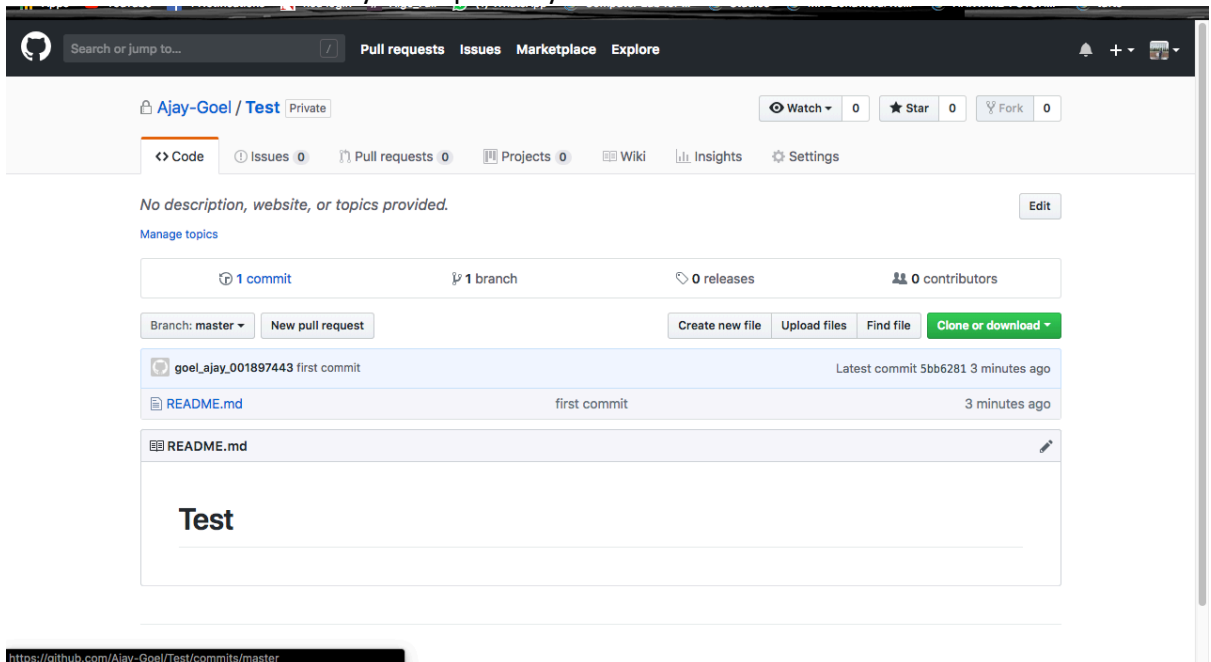 Search or jump to... / Pull requests Issues Marketplace Explore
Ajay-Goel / Test Private Watch 0 Star 0 Fork 0
Code Issues 0 Pull requests 0 Projects 0 Wiki Insights Settings
No description, website, or topics provided. Edit
Manage topics
1 commit 1 branch 0 releases 0 contributors
Branch: master New pull request Create new file Upload files Find file Clone or download
goel_ajay_001897443 first commit Latest commit 5bb6281 3 minutes ago
README.md first commit 3 minutes ago
README.md
Test
https://github.com/Ajay-Goel/Test/commits/master